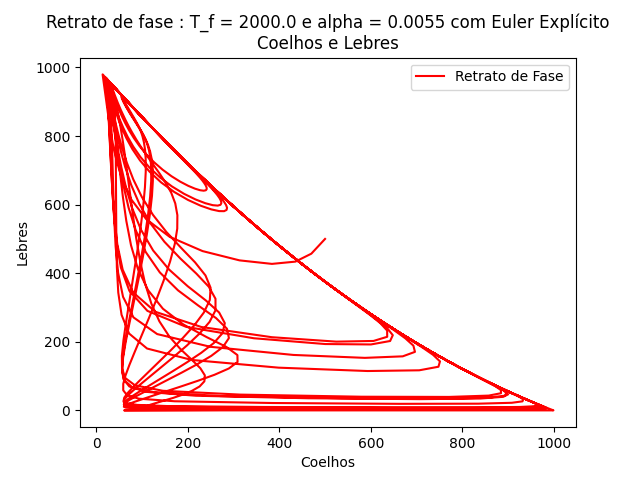 Retrato de fase : T_f = 2000.0 e alpha = 0.0055 com Euler Explícito
Coelhos e Lebres
Retrato de Fase
1000
800
600
400
200
0
Lebres
0 200 400 600 800 1000
Coelhos